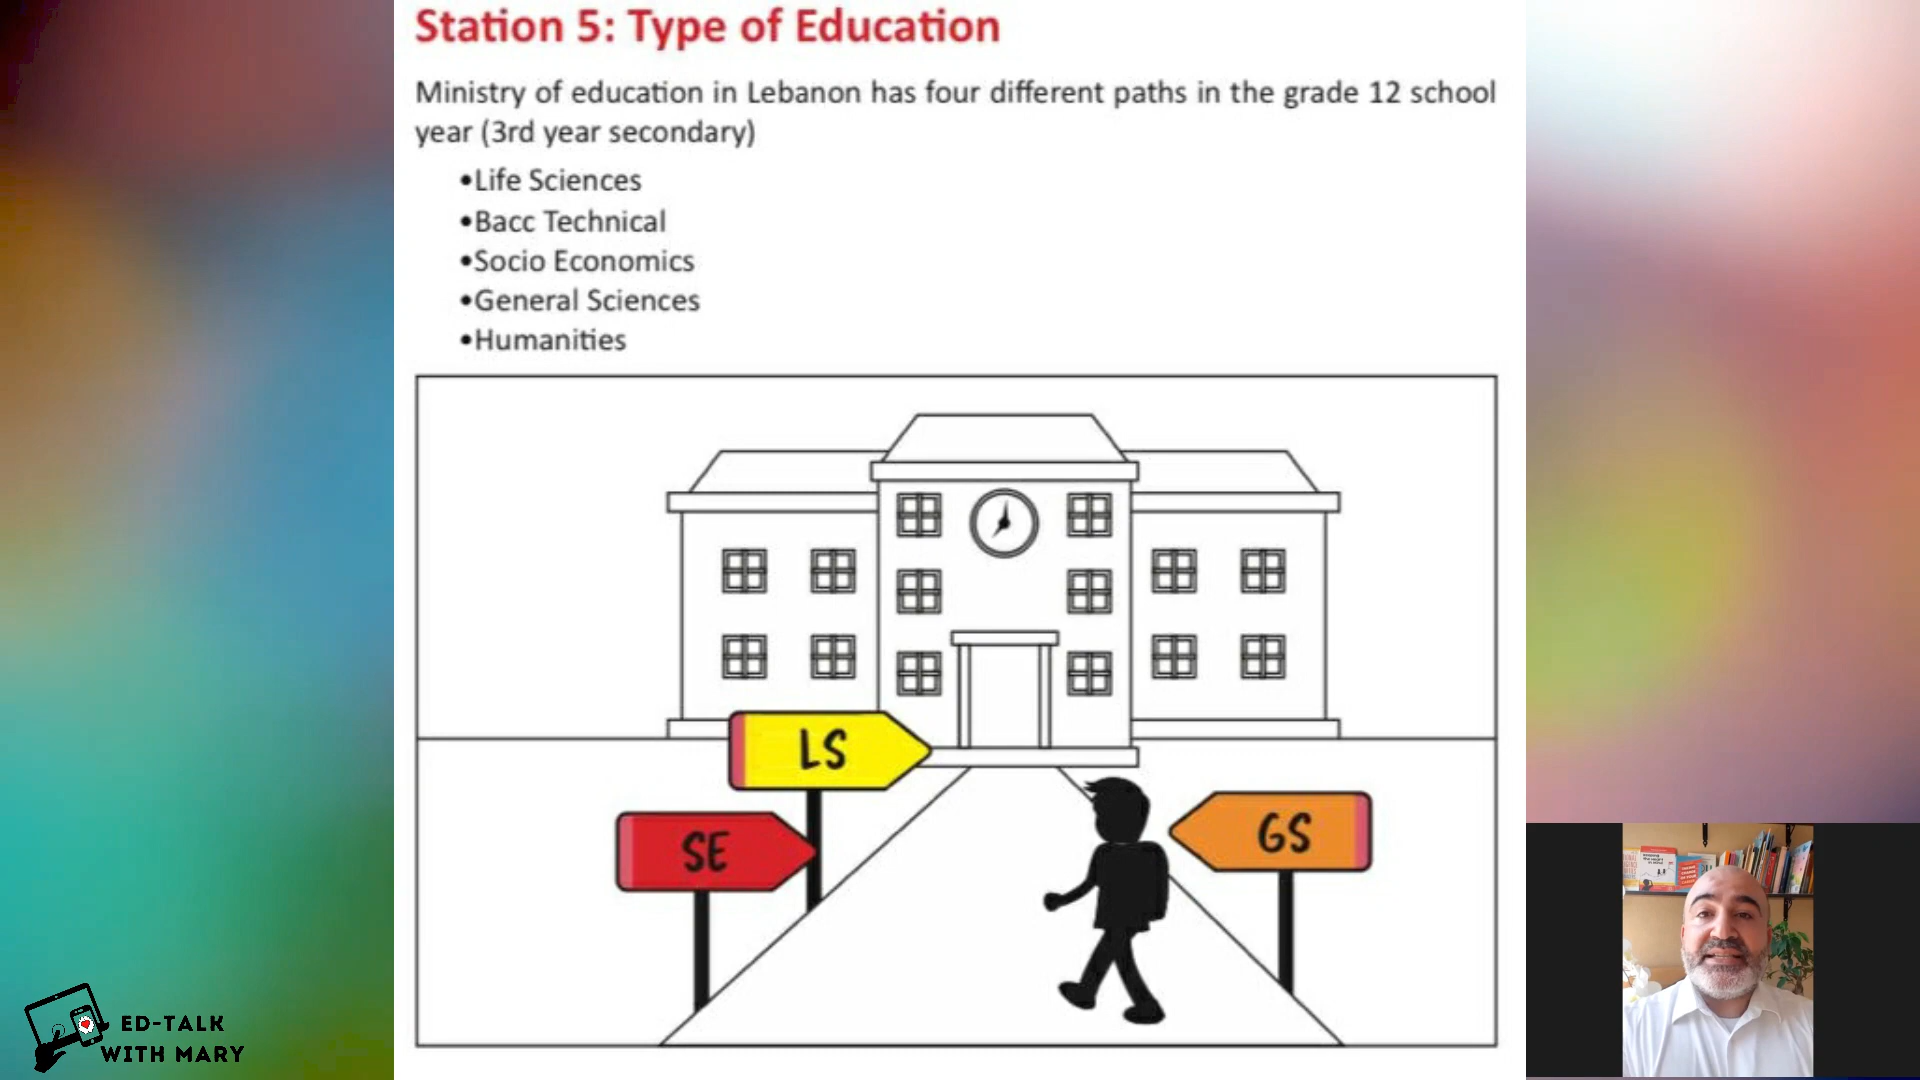 Station 5: Type of Education
Ministry of education in Lebanon has four different paths in the grade 12 school
year (3rd year secondary)
•Life Sciences
•Bacc Technical
•Socio Economics
•General Sciences
•Humanities
LS
SE
GS
ED-TALK
WITH MARY